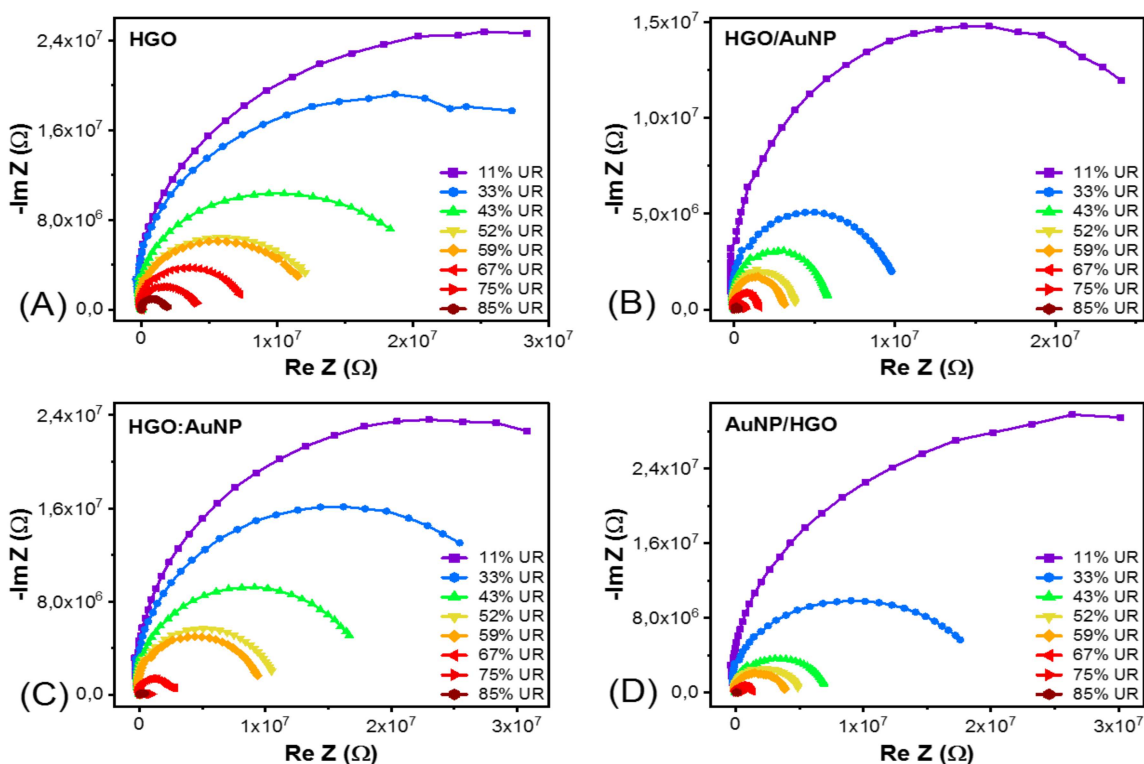 HGO
2,4x10⁷
1,6x10⁷
8,0x10⁶
0,0
-Im Z (Ω)
11% UR
33% UR
43% UR
52% UR
59% UR
67% UR
75% UR
85% UR
(A)
0 1x10⁷ 2x10⁷ 3x10⁷
Re Z (Ω)
HGO/AuNP
1,5x10⁷
1,0x10⁷
5,0x10⁶
0,0
-Im Z (Ω)
11% UR
33% UR
43% UR
52% UR
59% UR
67% UR
75% UR
85% UR
(B)
0 1x10⁷ 2x10⁷
Re Z (Ω)
HGO:AuNP
2,4x10⁷
1,6x10⁷
8,0x10⁶
0,0
-Im Z (Ω)
11% UR
33% UR
43% UR
52% UR
59% UR
67% UR
75% UR
85% UR
(C)
0 1x10⁷ 2x10⁷ 3x10⁷
Re Z (Ω)
AuNP/HGO
2,4x10⁷
1,6x10⁷
8,0x10⁶
0,0
-Im Z (Ω)
11% UR
33% UR
43% UR
52% UR
59% UR
67% UR
75% UR
85% UR
(D)
0 1x10⁷ 2x10⁷ 3x10⁷
Re Z (Ω)